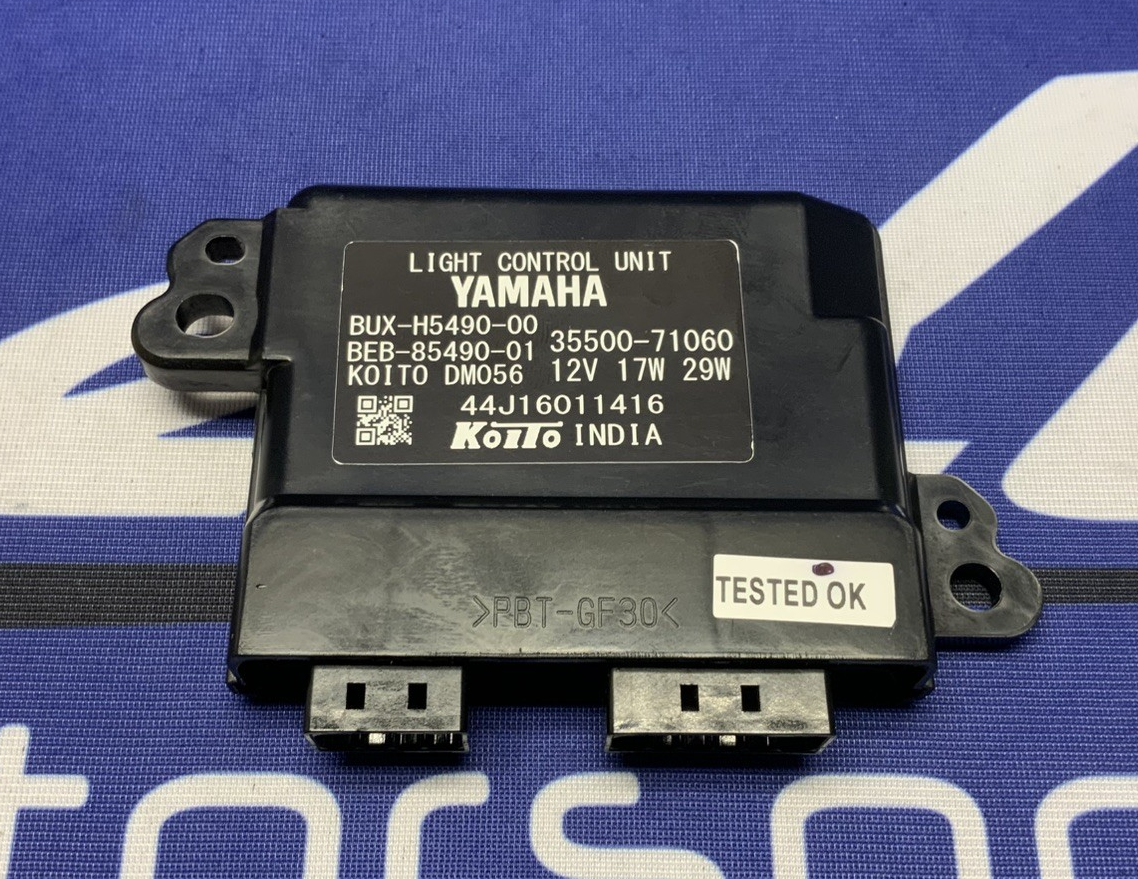 LIGHT CONTROL UNIT
YAMAHA
BUX-H5490-00
BEB-85490-01 35500-71060
KOITO DM056 12V 17W 29W
44J16011416
KOITO INDIA
TESTED OK
>PBT-GF30<
torspo